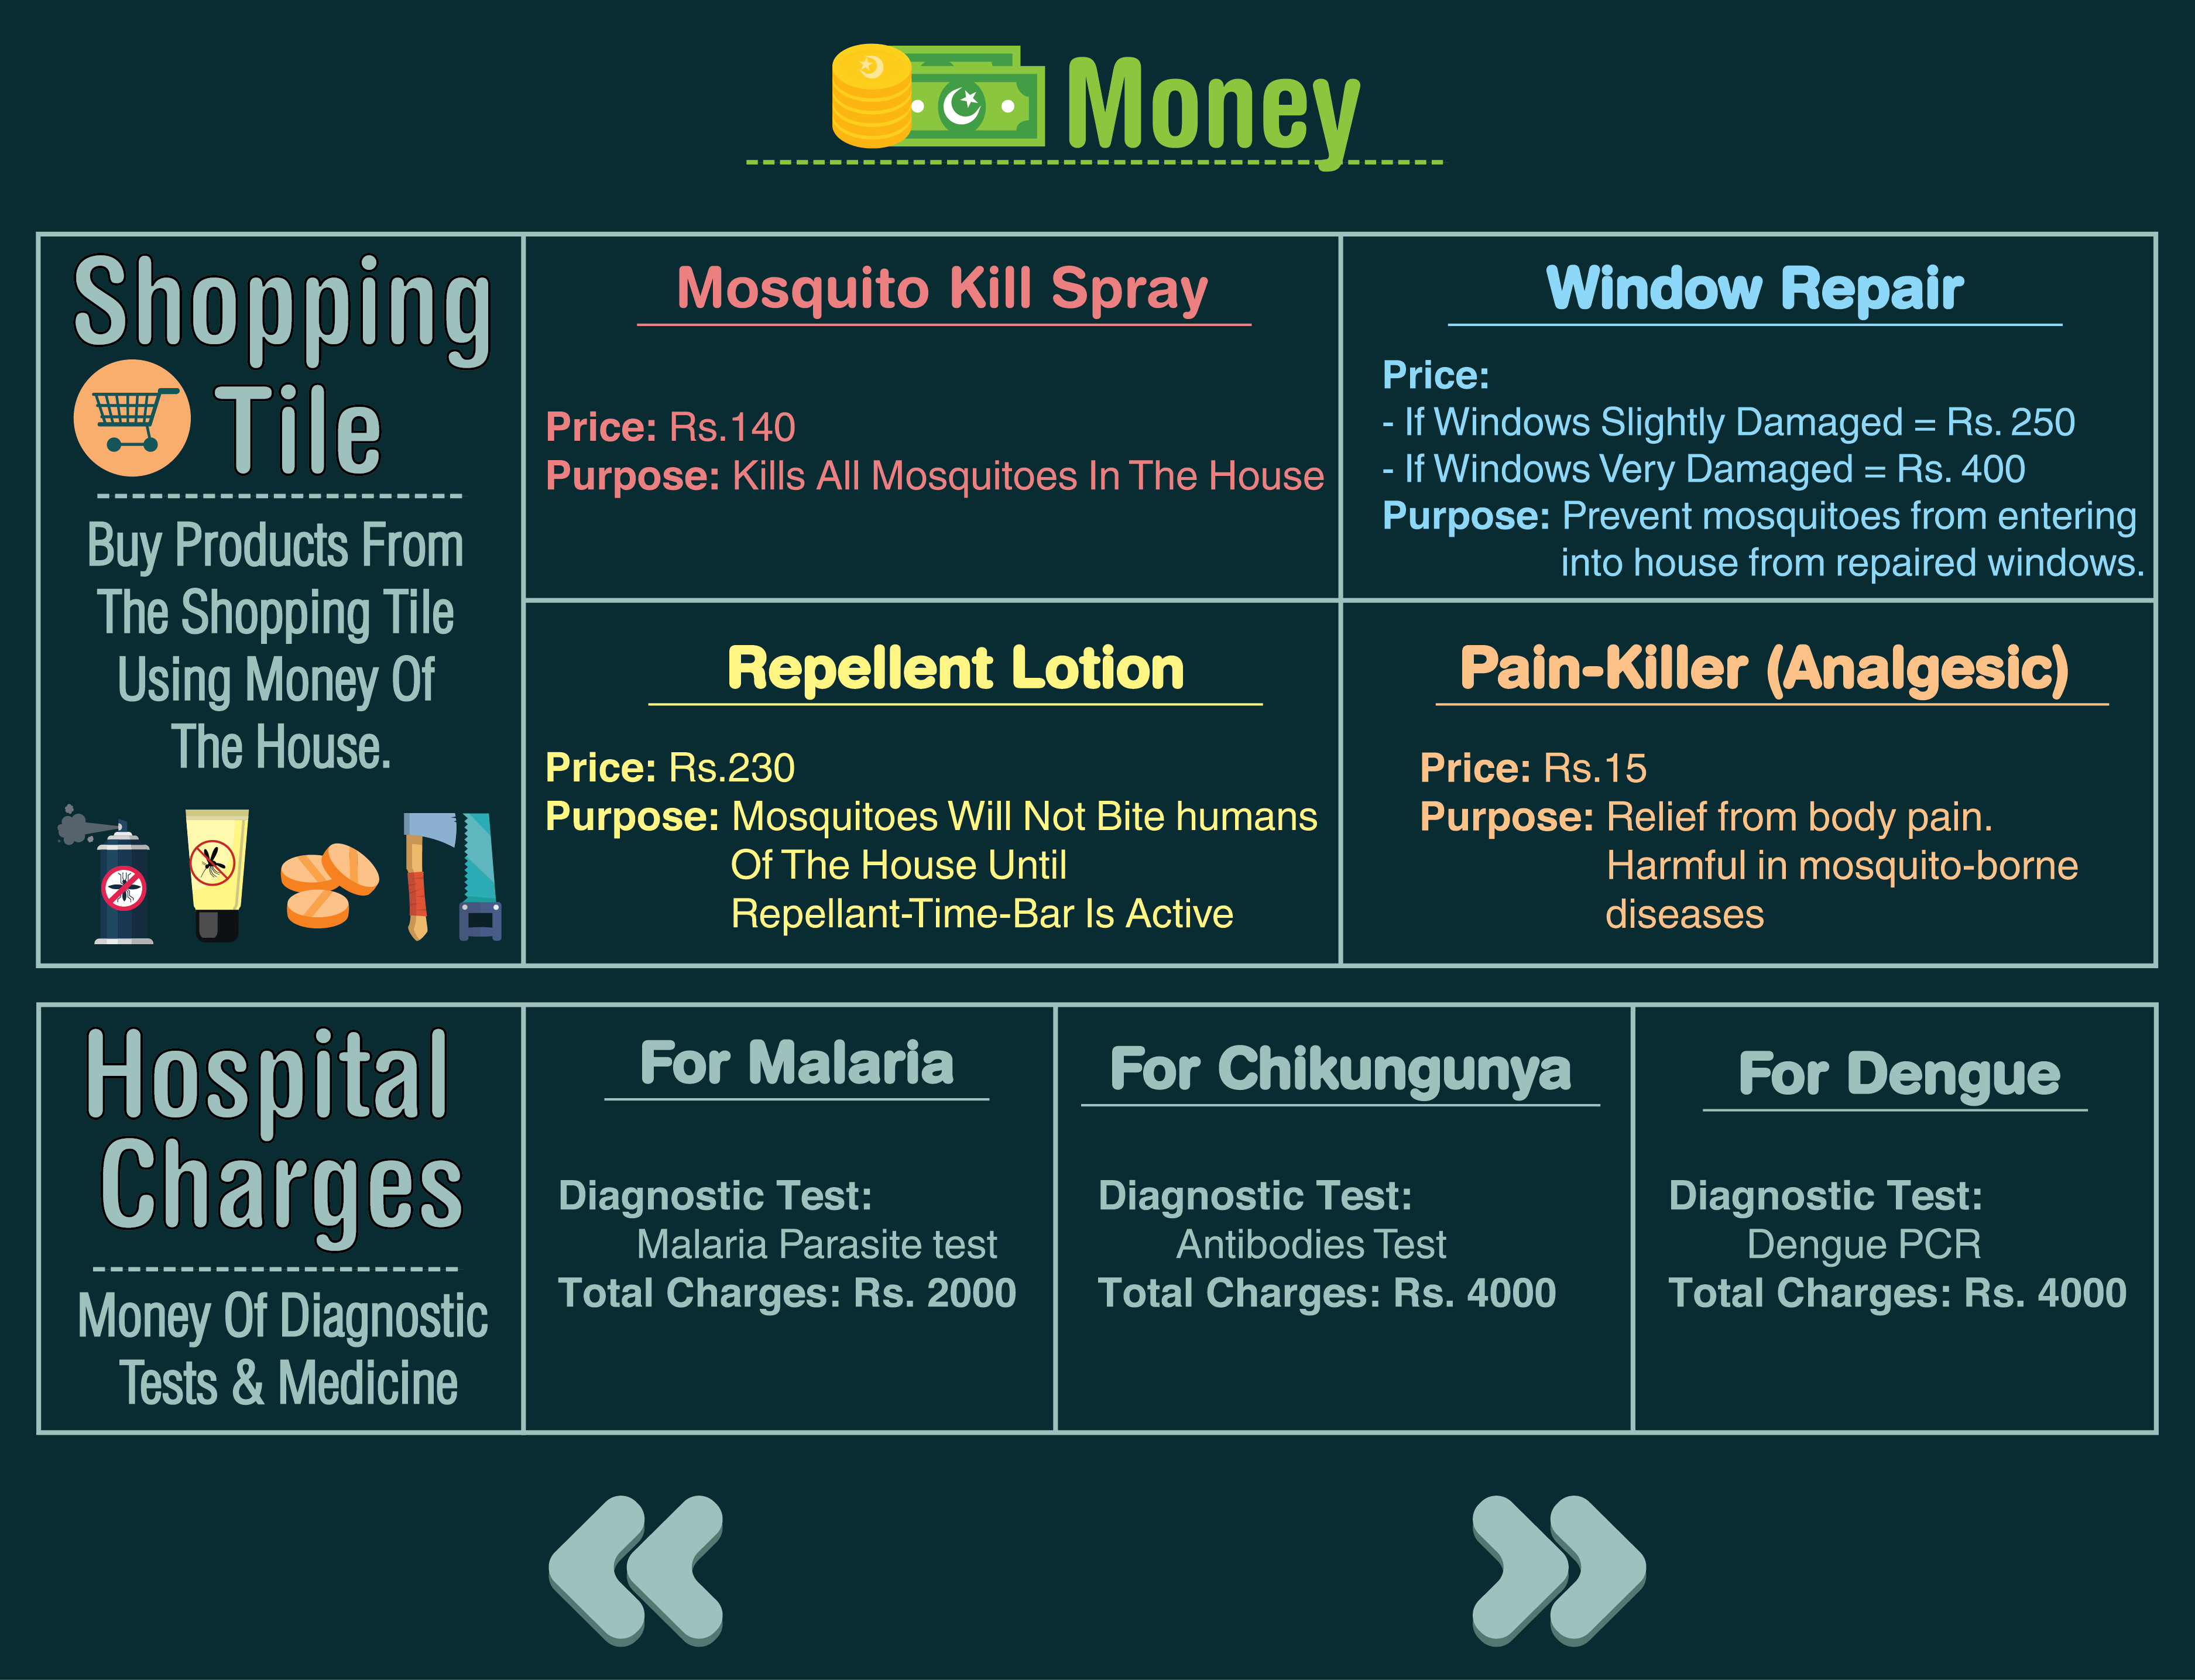 Money
Shopping
Tile
Buy Products From
The Shopping Tile
Using Money Of
The House.
Mosquito Kill Spray
Price: Rs.140
Purpose: Kills All Mosquitoes In The House
Window Repair
Price:
- If Windows Slightly Damaged = Rs. 250
- If Windows Very Damaged = Rs. 400
Purpose: Prevent mosquitoes from entering
into house from repaired windows.
Repellent Lotion
Price: Rs.230
Purpose: Mosquitoes Will Not Bite humans
Of The House Until
Repellant-Time-Bar Is Active
Pain-Killer (Analgesic)
Price: Rs.15
Purpose: Relief from body pain.
Harmful in mosquito-borne
diseases
Hospital
Charges
Money Of Diagnostic
Tests & Medicine
For Malaria
Diagnostic Test:
Malaria Parasite test
Total Charges: Rs. 2000
For Chikungunya
Diagnostic Test:
Antibodies Test
Total Charges: Rs. 4000
For Dengue
Diagnostic Test:
Dengue PCR
Total Charges: Rs. 4000